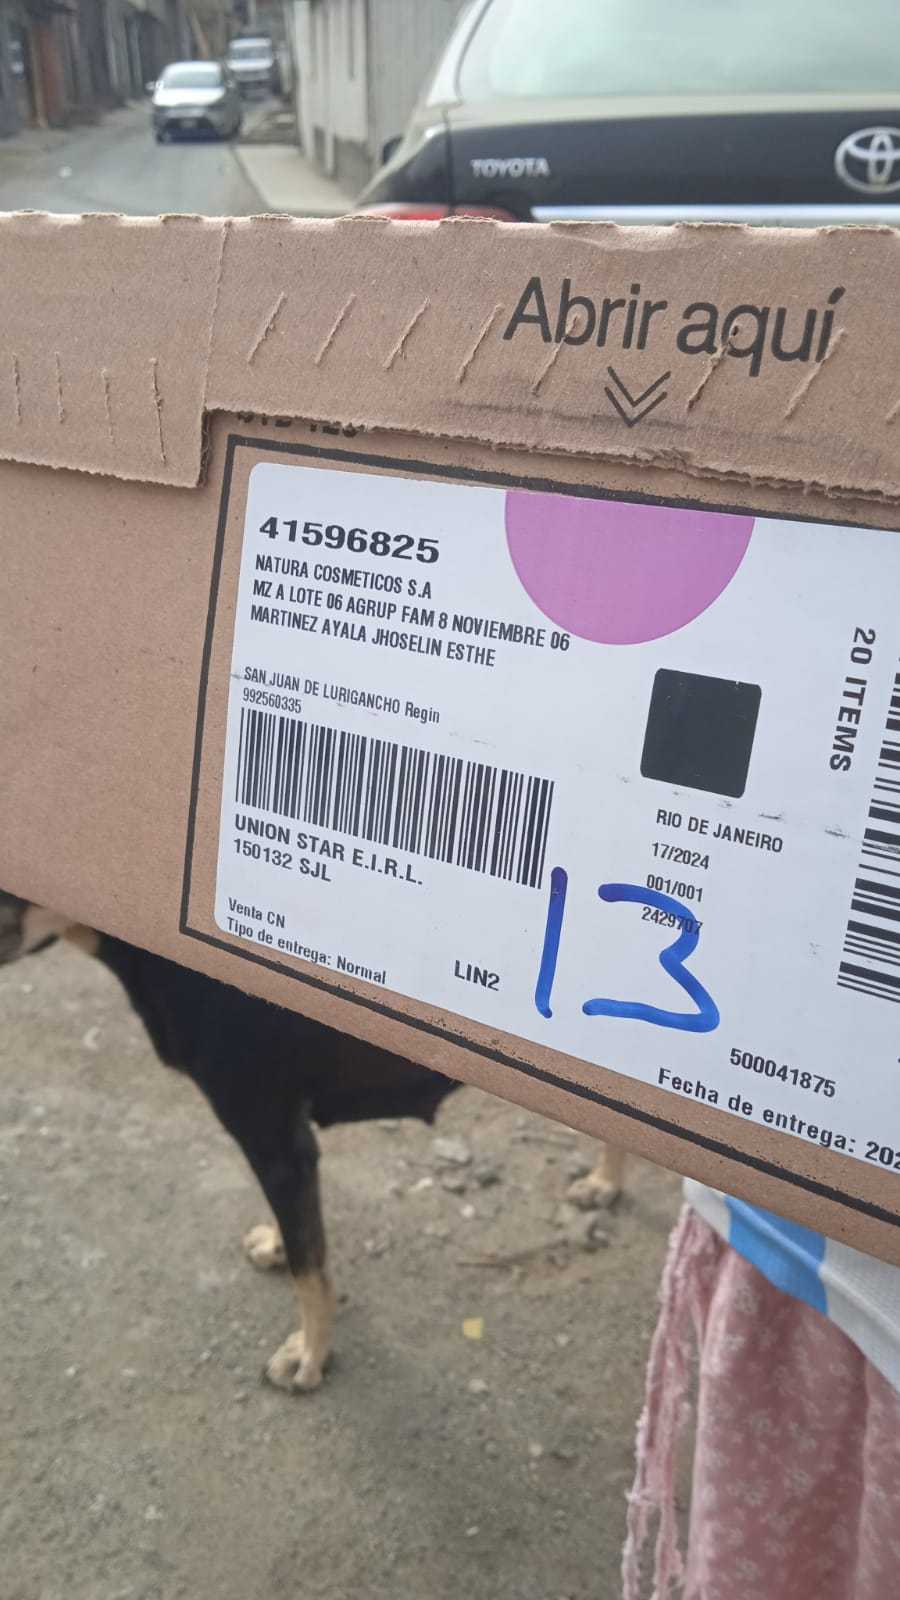 TOYOTA
Abrir aquí
41596825
NATURA COSMETICOS S.A
MZ A LOTE 06 AGRUP FAM 8 NOVIEMBRE 06
MARTINEZ AYALA JHOSELIN ESTHE
SAN JUAN DE LURIGANCHO Regin
992560335
UNION STAR E.I.R.L.
150132 SJL
Venta CN
Tipo de entrega: Normal
LIN2
20 ITEMS
RIO DE JANEIRO
17/2024
001/001
2429707
13
500041875
Fecha de entrega: 202